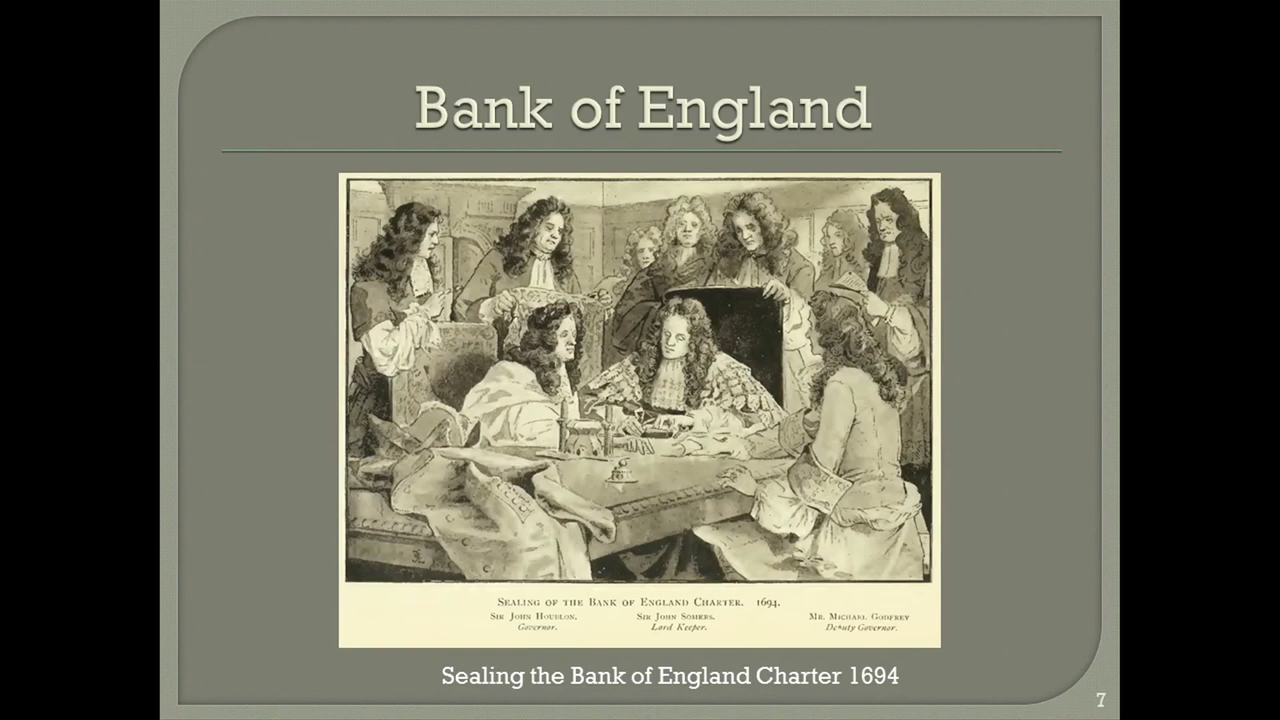 Bank of England
SEALING OF THE BANK OF ENGLAND CHARTER. 1694.
SIR JOHN HOUBLON, SIR JOHN SOMERS, MR. MICHAEL GODFREY
Governor. Lord Keeper. Deputy Governor.
Sealing the Bank of England Charter 1694
7